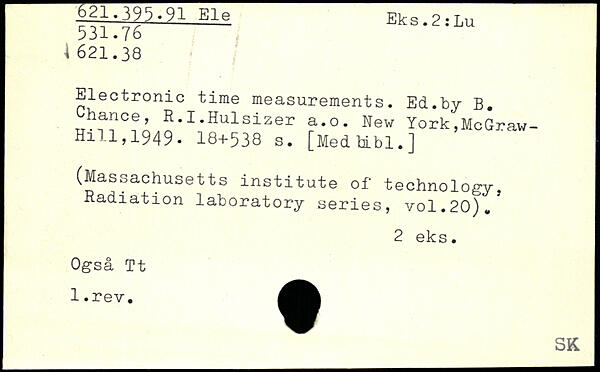 621.395.91 Ele
Eks.2:Lu
531.76
621.38
Electronic time measurements. Ed.by B.
Chance, R.I.Hulsizer a.o. New York,McGraw-
Hill,1949. 18+538 s. [Med bibl.]
(Massachusetts institute of technology,
Radiation laboratory series, vol.20).
2 eks.
Også Tt
1.rev.
SK